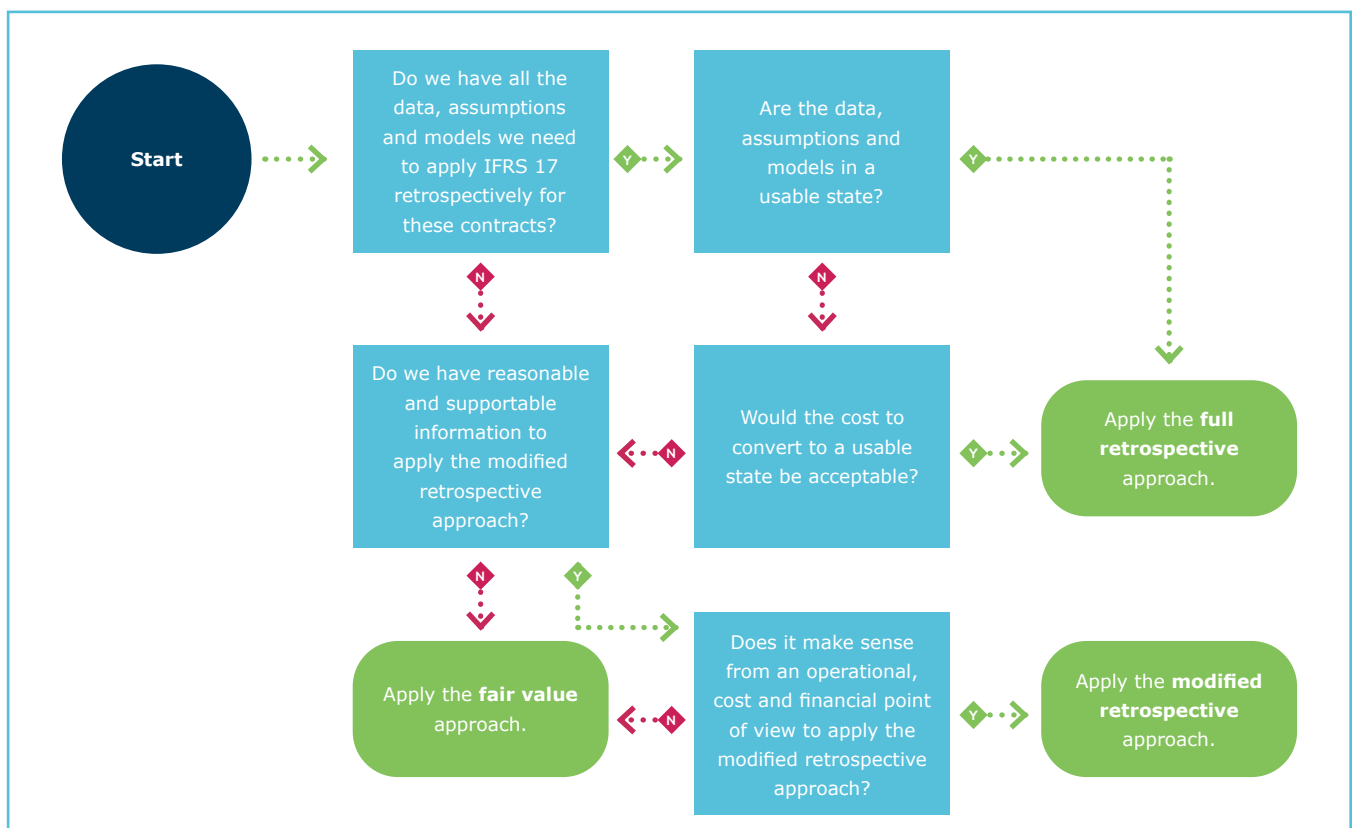 Start
Do we have all the
data, assumptions
and models we need
to apply IFRS 17
retrospectively for
these contracts?
Y
Are the data,
assumptions and
models in a
usable state?
Y
N
N
Do we have reasonable
and supportable
information to
apply the modified
retrospective
approach?
N
Would the cost to
convert to a usable
state be acceptable?
Y
Apply the full
retrospective
approach.
N
Y
Apply the fair value
approach.
N
Does it make sense
from an operational,
cost and financial point
of view to apply the
modified retrospective
approach?
Y
Apply the modified
retrospective
approach.